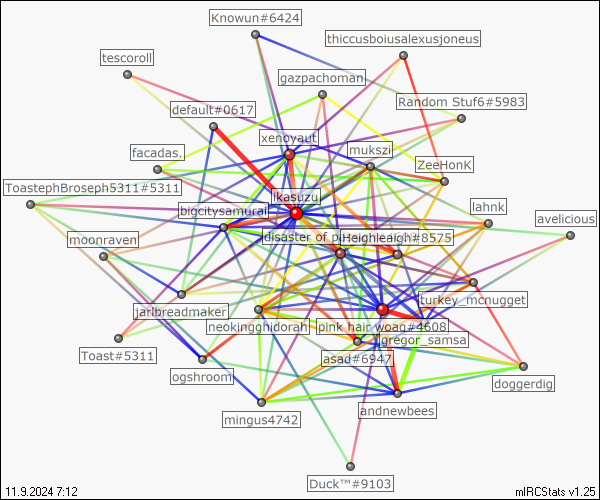 Knowun#6424
thiccusboiusalexusjoneus
tescoroll
gazpachoman
Random Stuf6#5983
default#0617
xenoyaut
mukszi
facadas.
ZeeHonK
ToastephBroseph5311#5311
ikasuzu
bigcitysamurai
lahnk
avelicious
moonraven
disaster of
Heighleaigh#8575
turkey_mcnugget
jaribreadmaker
neokingghidorah
pink hair
woag#4608
gregor_samsa
Toast#5311
asad#6947
ogshroom
doggerdig
mingus4742
andnewbees
Duck™#9103
11.9.2024 7:12
mIRCStats v1.25